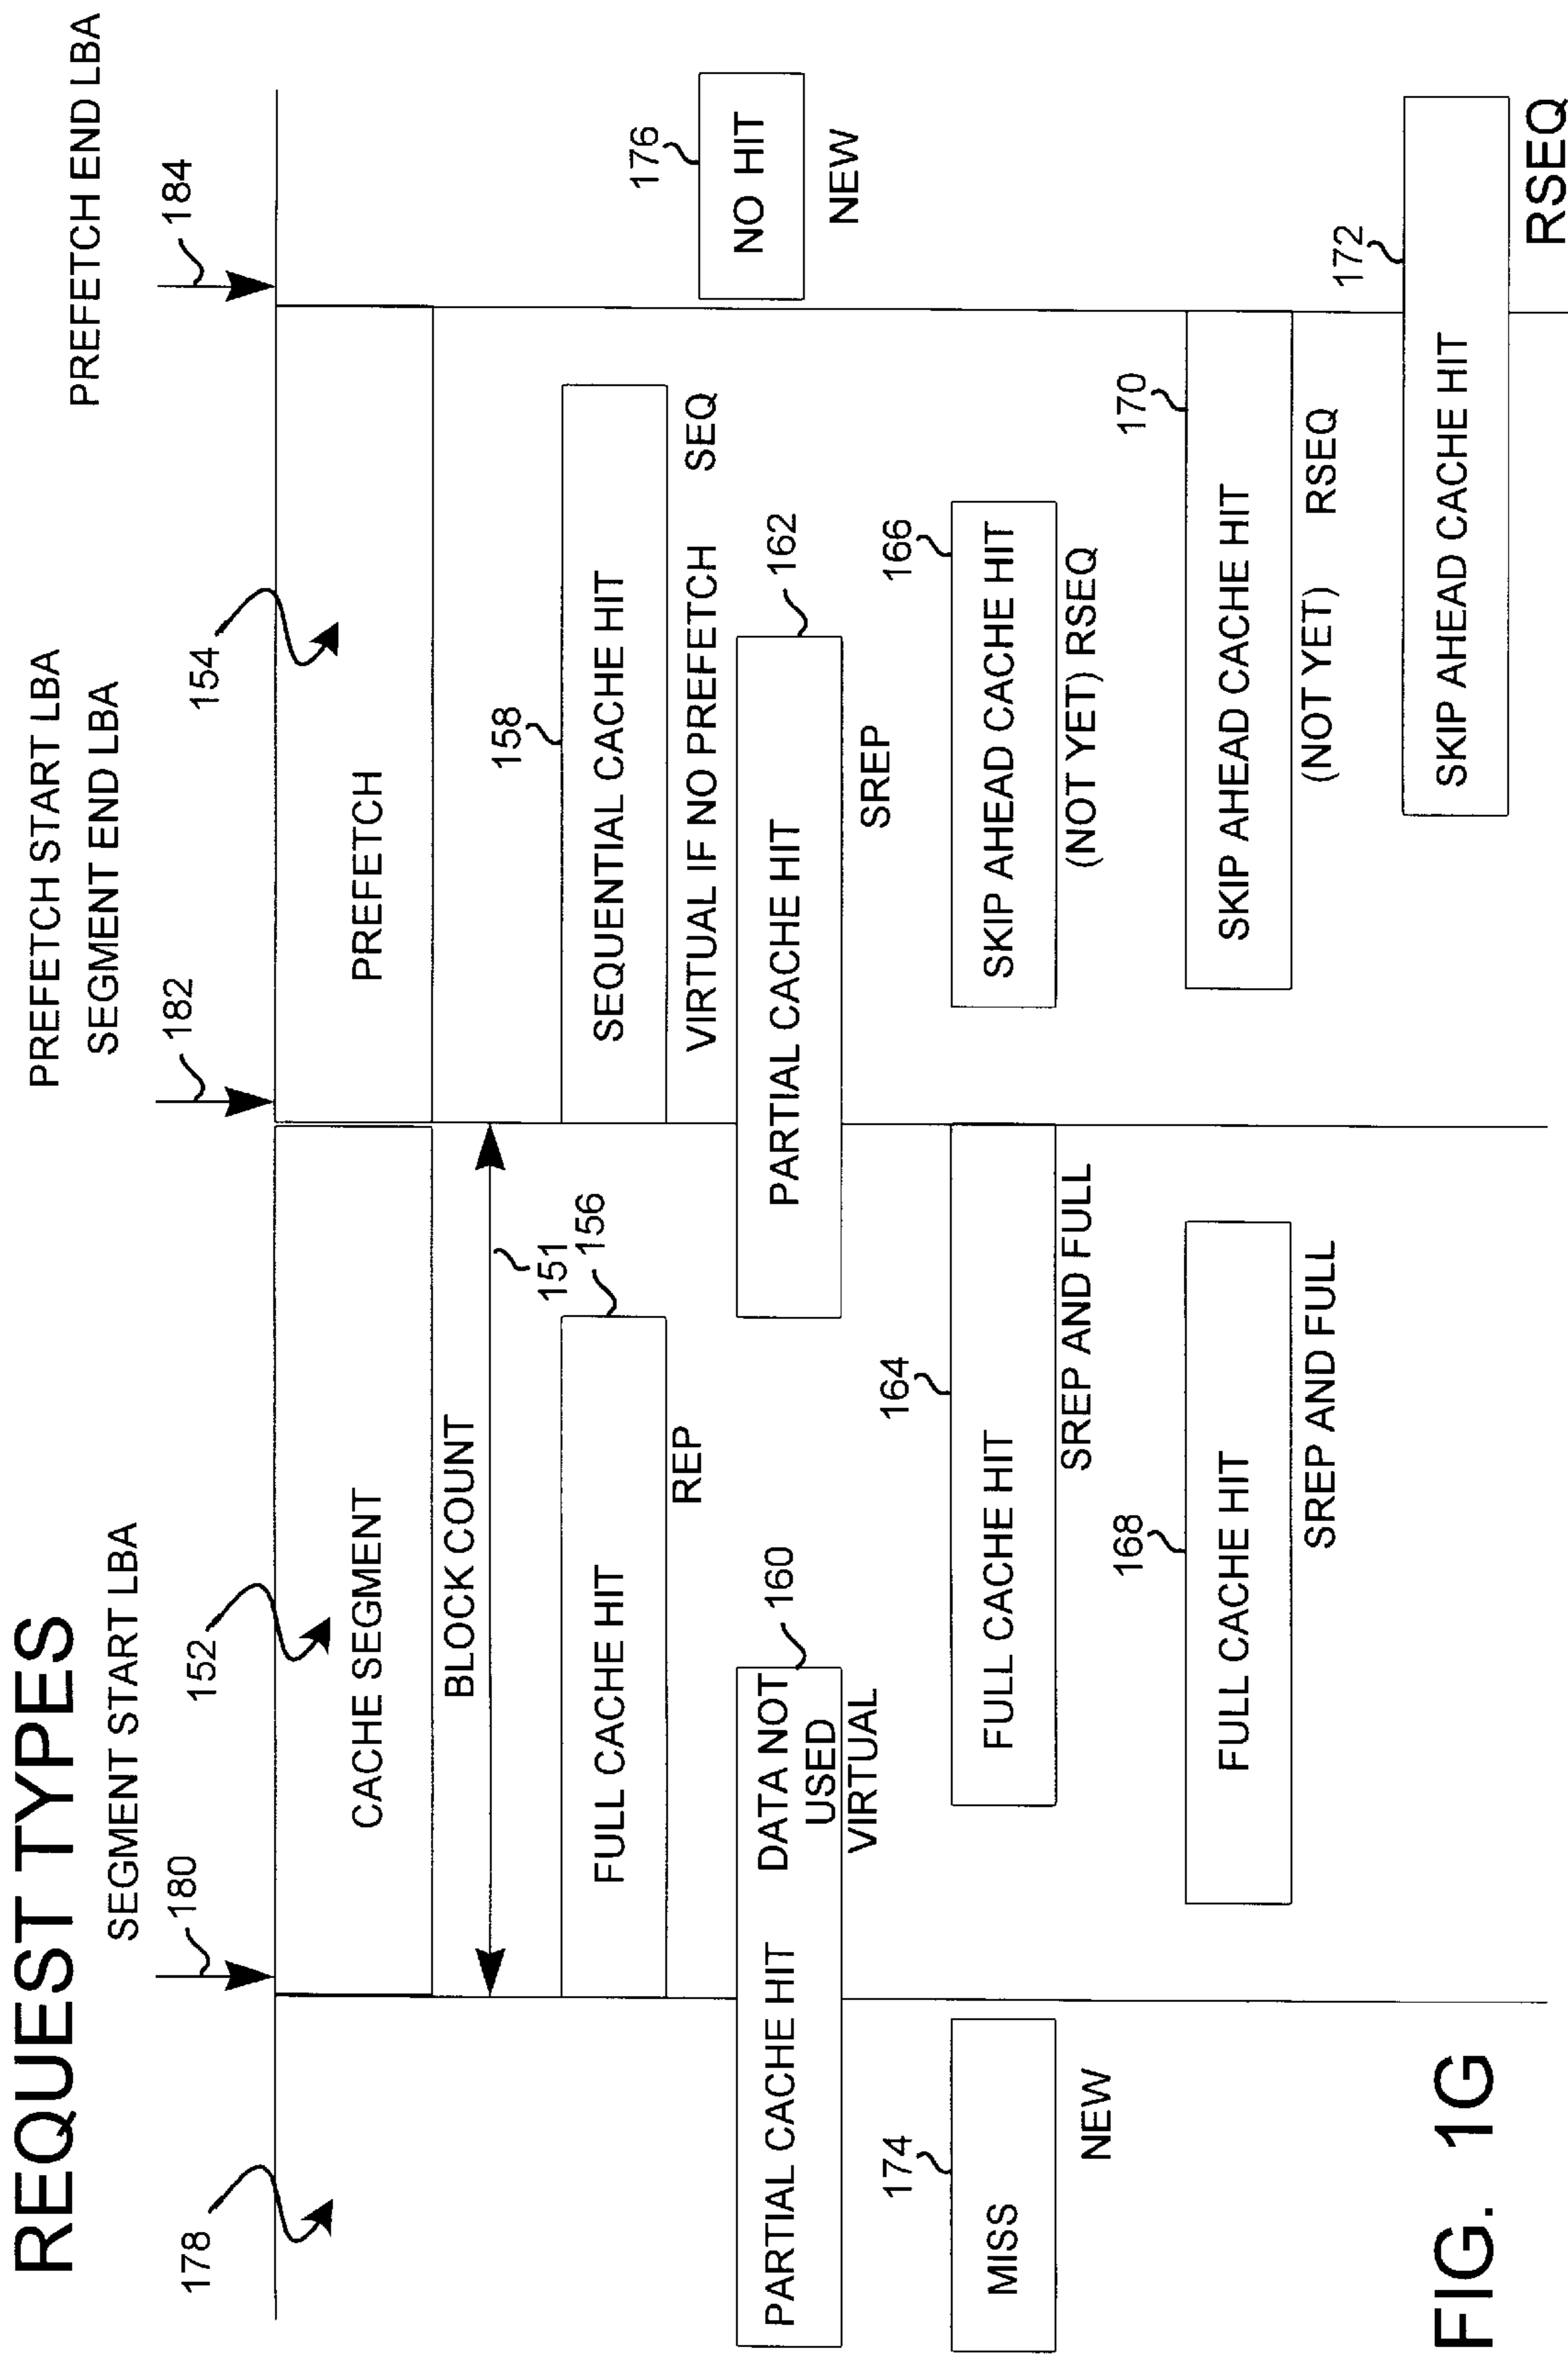 REQUEST TYPES
PREFETCH START LBA
SEGMENT START LBA
SEGMENT END LBA
PREFETCH END LBA
178
180
152
182
154
184
CACHE SEGMENT
PREFETCH
BLOCK COUNT
151
156
FULL CACHE HIT
REP
158
SEQUENTIAL CACHE HIT
VIRTUAL IF NO PREFETCH SEQ
PARTIAL CACHE HIT
DATA NOT
USED
VIRTUAL
160
PARTIAL CACHE HIT
162
SREP
176
NO HIT
NEW
174
MISS
NEW
164
FULL CACHE HIT
SREP AND FULL
166
SKIP AHEAD CACHE HIT
(NOT YET) RSEQ
168
FULL CACHE HIT
SREP AND FULL
170
SKIP AHEAD CACHE HIT
(NOT YET) RSEQ
172
SKIP AHEAD CACHE HIT
RSEQ
FIG. 1G